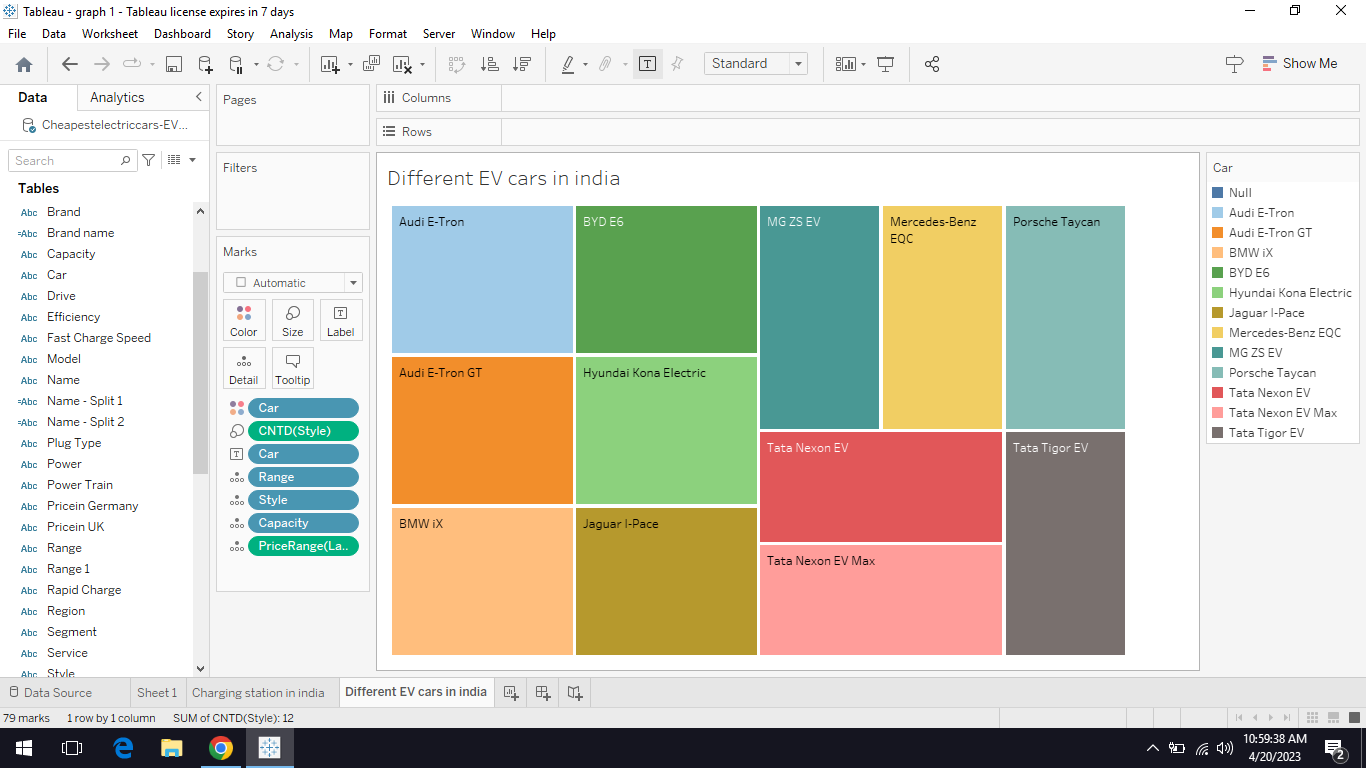 Tableau - graph 1 - Tableau license expires in 7 days
File Data Worksheet Dashboard Story Analysis Map Format Server Window Help
Standard
Show Me
Data
Analytics
Cheapestelectriccars-EV...
Search
Tables
Abc Brand
=Abc Brand name
Abc Capacity
Abc Car
Abc Drive
Abc Efficiency
Abc Fast Charge Speed
Abc Model
Abc Name
=Abc Name - Split 1
=Abc Name - Split 2
Abc Plug Type
Abc Power
Abc Power Train
Abc Pricein Germany
Abc Pricein UK
Abc Range
Abc Range 1
Abc Rapid Charge
Abc Region
Abc Segment
Abc Service
Abc Style
Pages
Filters
Marks
Automatic
Color Size Label
Detail Tooltip
Car
CNTD(Style)
Car
Range
Style
Capacity
PriceRange(La..
Columns
Rows
Different EV cars in india
Audi E-Tron
BYD E6
MG ZS EV
Mercedes-Benz
EQC
Porsche Taycan
Audi E-Tron GT
Hyundai Kona Electric
Tata Nexon EV
Tata Tigor EV
BMW iX
Jaguar I-Pace
Tata Nexon EV Max
Car
Null
Audi E-Tron
Audi E-Tron GT
BMW iX
BYD E6
Hyundai Kona Electric
Jaguar I-Pace
Mercedes-Benz EQC
MG ZS EV
Porsche Taycan
Tata Nexon EV
Tata Nexon EV Max
Tata Tigor EV
Data Source
Sheet 1
Charging station in india
Different EV cars in india
79 marks 1 row by 1 column SUM of CNTD(Style): 12
10:59:38 AM
4/20/2023
2